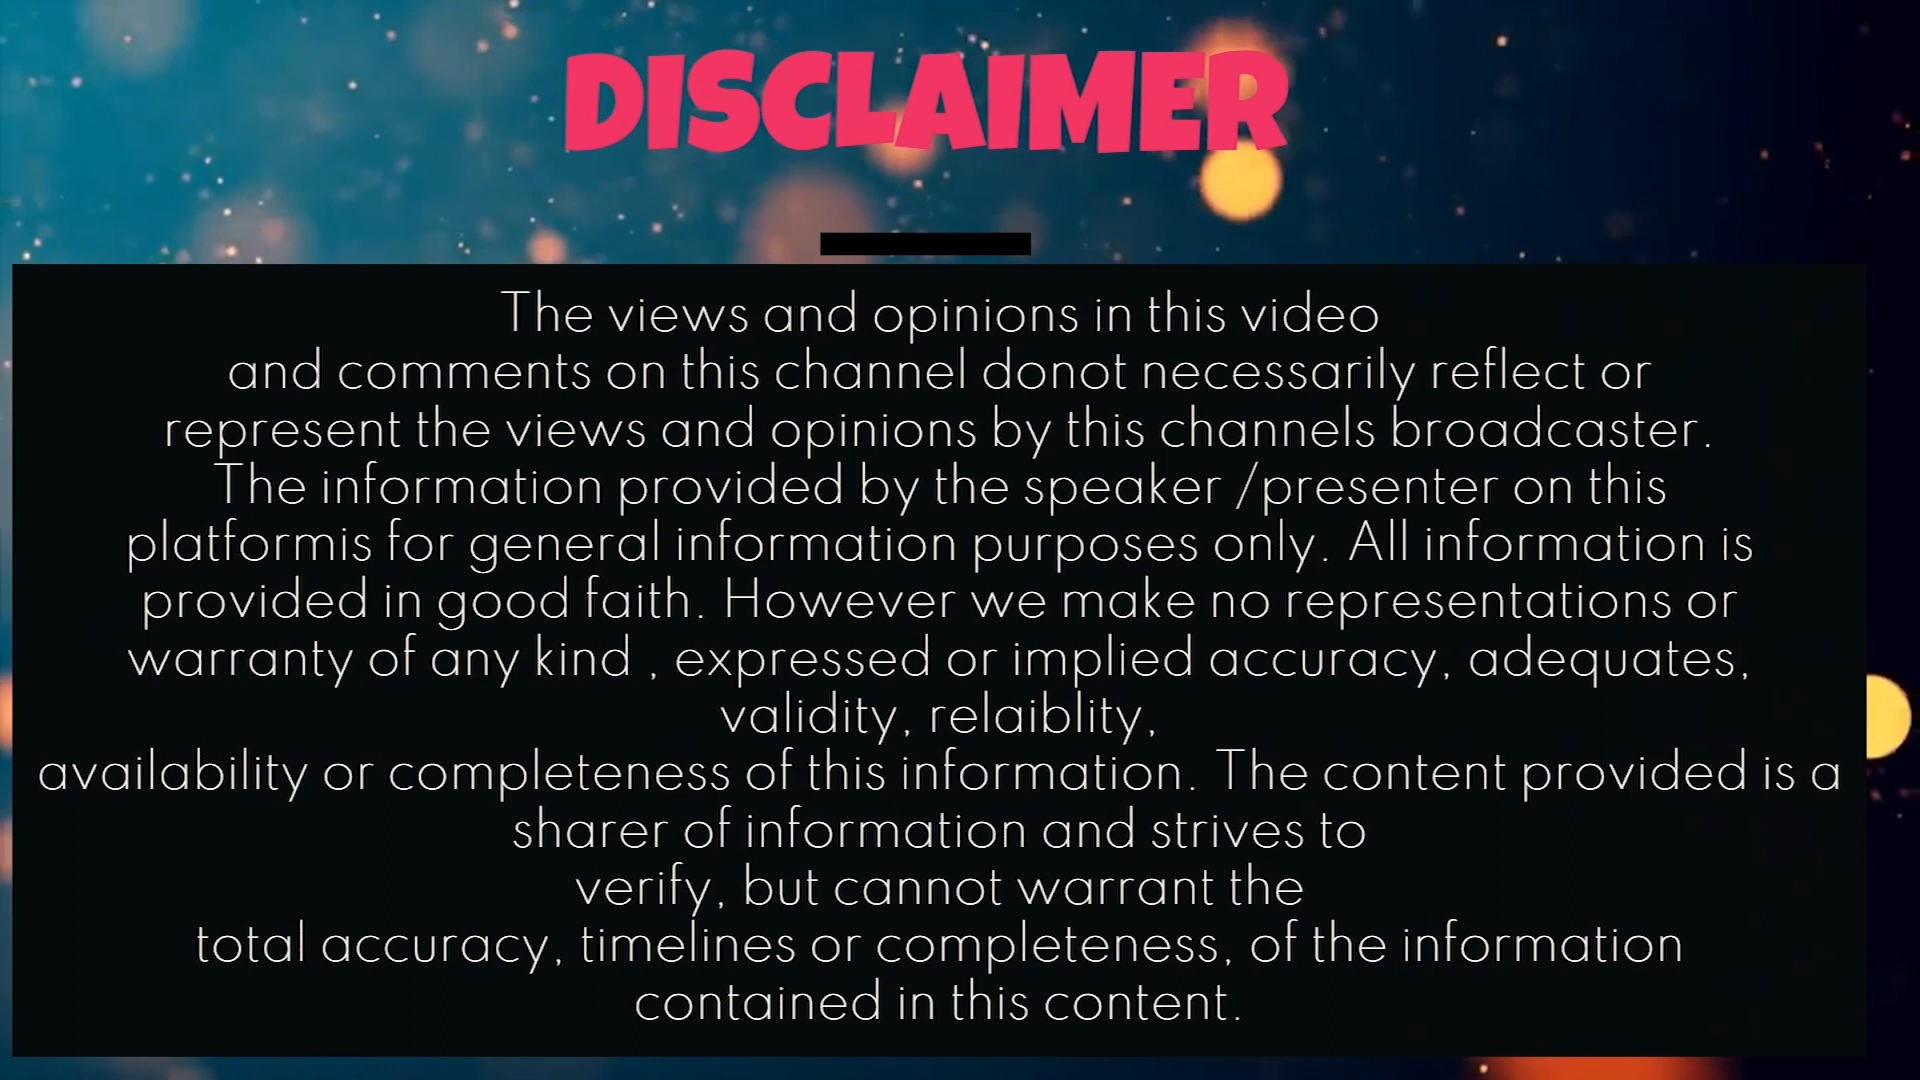 DISCLAIMER
The views and opinions in this video
and comments on this channel donot necessarily reflect or
represent the views and opinions by this channels broadcaster.
The information provided by the speaker /presenter on this
platformis for general information purposes only. All information is
provided in good faith. However we make no representations or
warranty of any kind , expressed or implied accuracy, adequates,
validity, relaiblity,
availability or completeness of this information. The content provided is a
sharer of information and strives to
verify, but cannot warrant the
total accuracy, timelines or completeness, of the information
contained in this content.